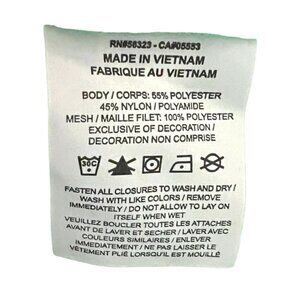 RN#56323 - CA#05553
MADE IN VIETNAM
FABRIQUE AU VIETNAM
BODY / CORPS: 55% POLYESTER
45% NYLON / POLYAMIDE
MESH / MAILLE FILET: 100% POLYESTER
EXCLUSIVE OF DECORATION /
DECORATION NON COMPRISE
30C
FASTEN ALL CLOSURES TO WASH AND DRY /
WASH WITH LIKE COLORS / REMOVE
IMMEDIATELY / DO NOT ALLOW TO LAY ON
ITSELF WHEN WET
VEUILLEZ BOUCLER TOUTES LES ATTACHES
AVANT DE LAVER ET SECHER / LAVER AVEC
COULEURS SIMILAIRES / ENLEVER
IMMEDIATEMENT / NE PAS LAISSER LE
VÊTEMENT PLIÉ LORSQUIL EST MOUILLÉ